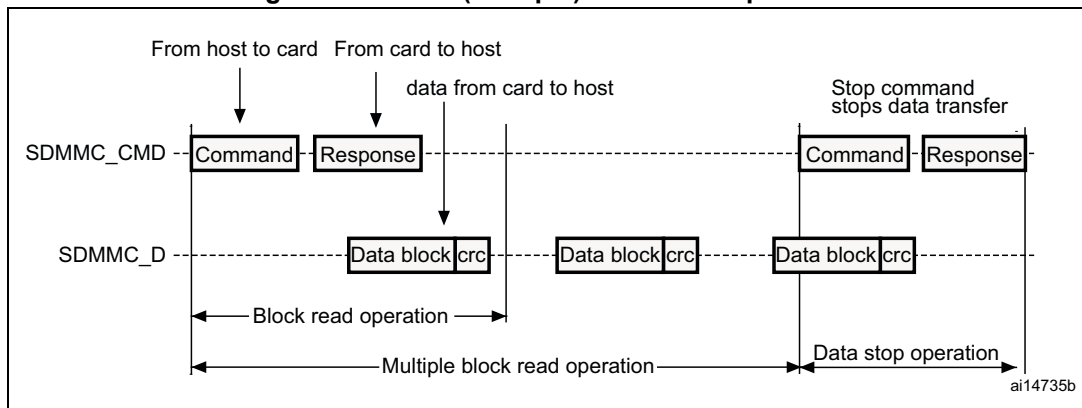 From host to card
From card to host
data from card to host
Stop command
stops data transfer
SDMMC_CMD
Command
Response
Command
Response
SDMMC_D
Data block
crc
Data block
crc
Data block
crc
Block read operation
Multiple block read operation
Data stop operation
ai14735b